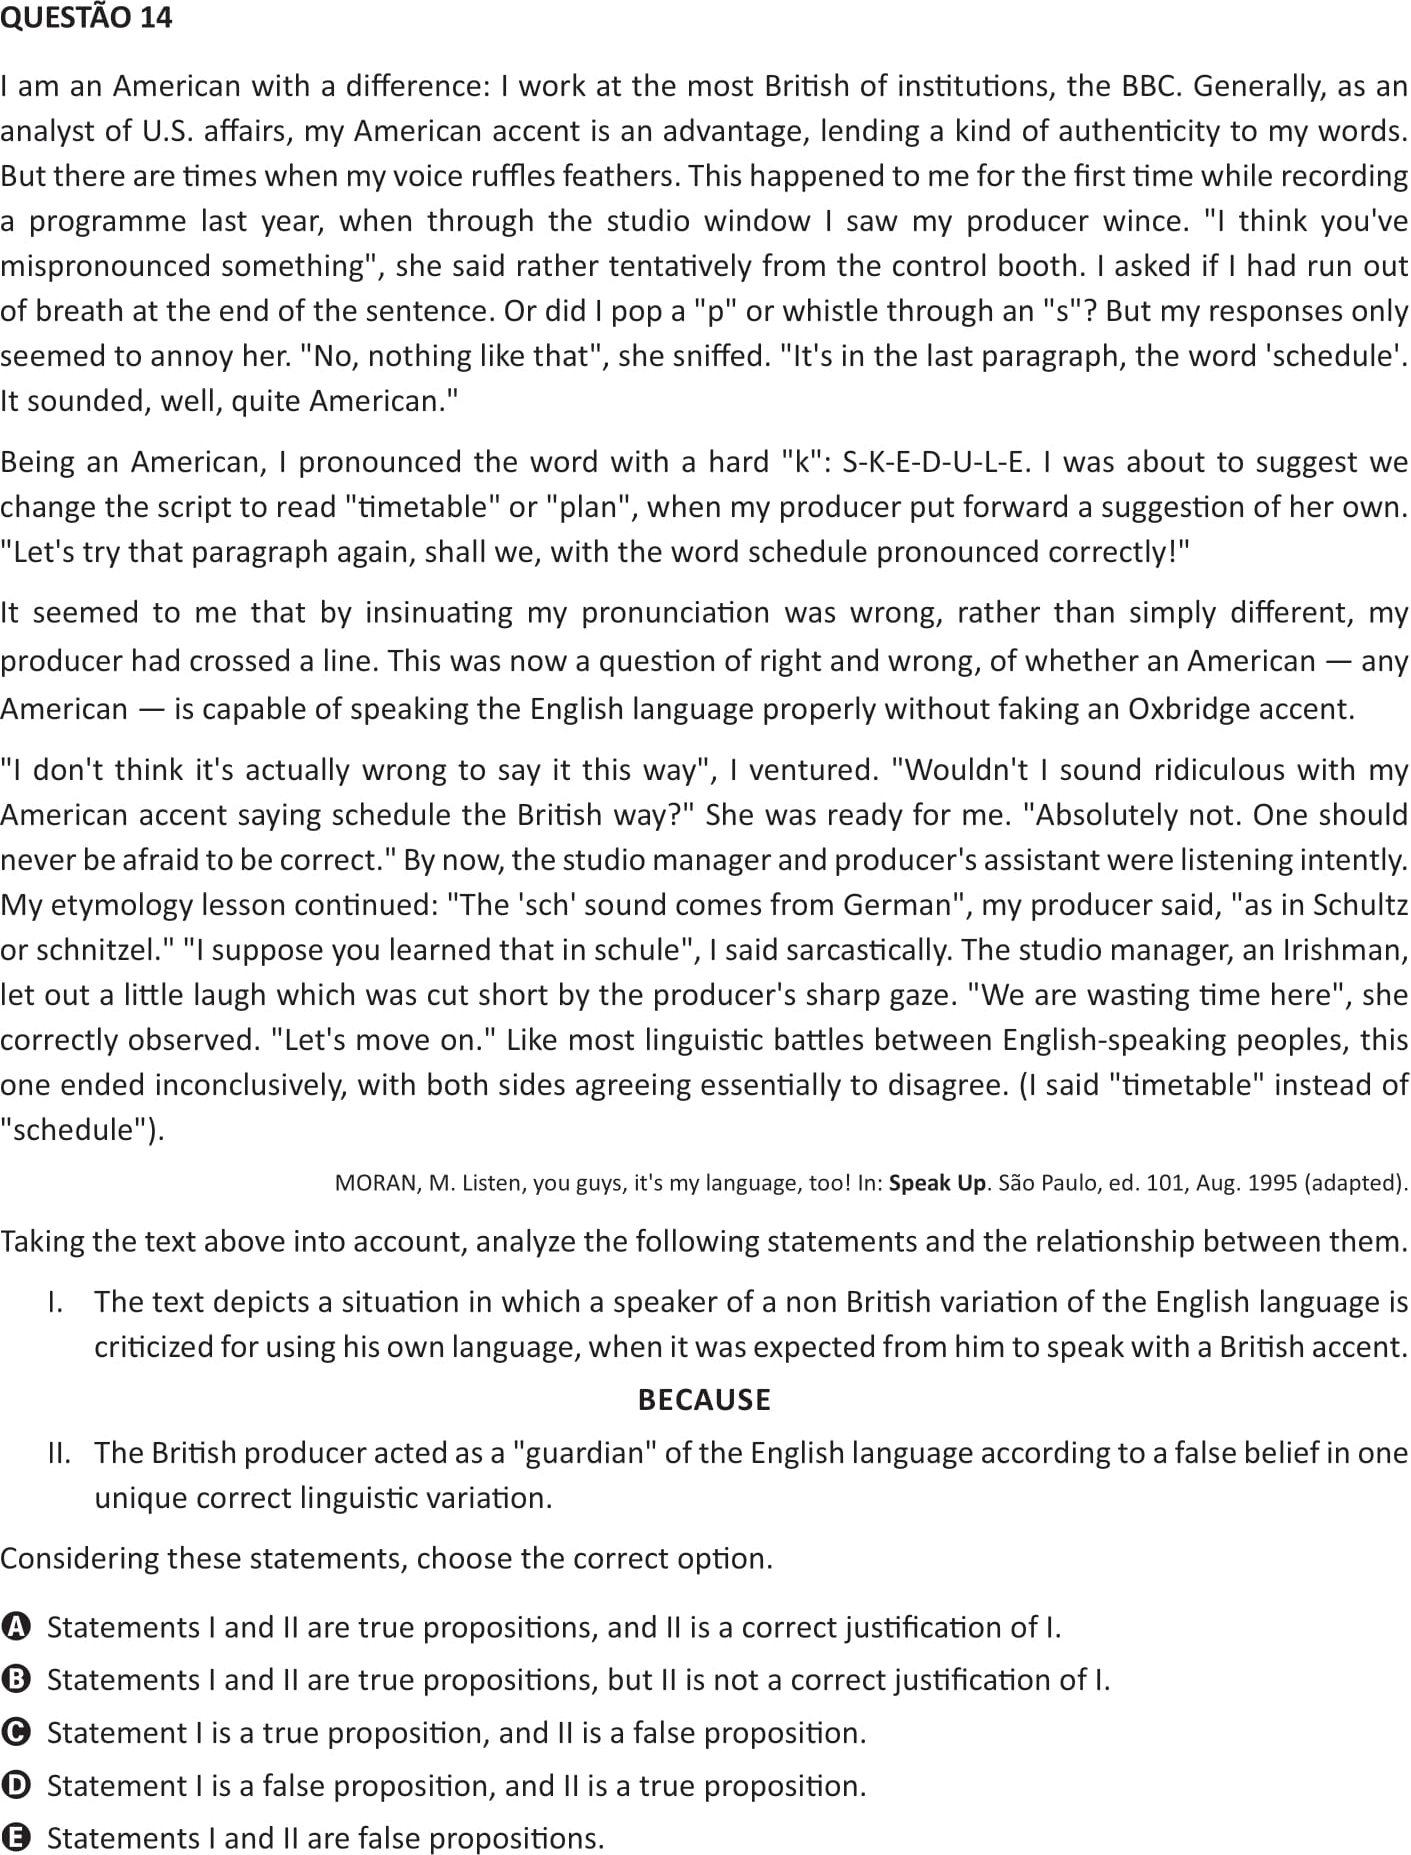 QUESTÃO 14
I am an American with a difference: I work at the most British of institutions, the BBC. Generally, as an
analyst of U.S. affairs, my American accent is an advantage, lending a kind of authenticity to my words.
But there are times when my voice ruffles feathers. This happened to me for the first time while recording
a programme last year, when through the studio window I saw my producer wince. "I think you've
mispronounced something", she said rather tentatively from the control booth. I asked if I had run out
of breath at the end of the sentence. Or did I pop a "p" or whistle through an "s"? But my responses only
seemed to annoy her. "No, nothing like that", she sniffed. "It's in the last paragraph, the word 'schedule'.
It sounded, well, quite American."
Being an American, I pronounced the word with a hard "k": S-K-E-D-U-L-E. I was about to suggest we
change the script to read "timetable" or "plan", when my producer put forward a suggestion of her own.
"Let's try that paragraph again, shall we, with the word schedule pronounced correctly!"
It seemed to me that by insinuating my pronunciation was wrong, rather than simply different, my
producer had crossed a line. This was now a question of right and wrong, of whether an American — any
American — is capable of speaking the English language properly without faking an Oxbridge accent.
"I don't think it's actually wrong to say it this way", I ventured. "Wouldn't I sound ridiculous with my
American accent saying schedule the British way?" She was ready for me. "Absolutely not. One should
never be afraid to be correct." By now, the studio manager and producer's assistant were listening intently.
My etymology lesson continued: "The 'sch' sound comes from German", my producer said, "as in Schultz
or schnitzel." "I suppose you learned that in schule", I said sarcastically. The studio manager, an Irishman,
let out a little laugh which was cut short by the producer's sharp gaze. "We are wasting time here", she
correctly observed. "Let's move on." Like most linguistic battles between English-speaking peoples, this
one ended inconclusively, with both sides agreeing essentially to disagree. (I said "timetable" instead of
"schedule").
MORAN, M. Listen, you guys, it's my language, too! In: Speak Up. São Paulo, ed. 101, Aug. 1995 (adapted).
Taking the text above into account, analyze the following statements and the relationship between them.
I. The text depicts a situation in which a speaker of a non British variation of the English language is
criticized for using his own language, when it was expected from him to speak with a British accent.
BECAUSE
II. The British producer acted as a "guardian" of the English language according to a false belief in one
unique correct linguistic variation.
Considering these statements, choose the correct option.
A Statements I and II are true propositions, and II is a correct justification of I.
B Statements I and II are true propositions, but II is not a correct justification of I.
C Statement I is a true proposition, and II is a false proposition.
D Statement I is a false proposition, and II is a true proposition.
E Statements I and II are false propositions.